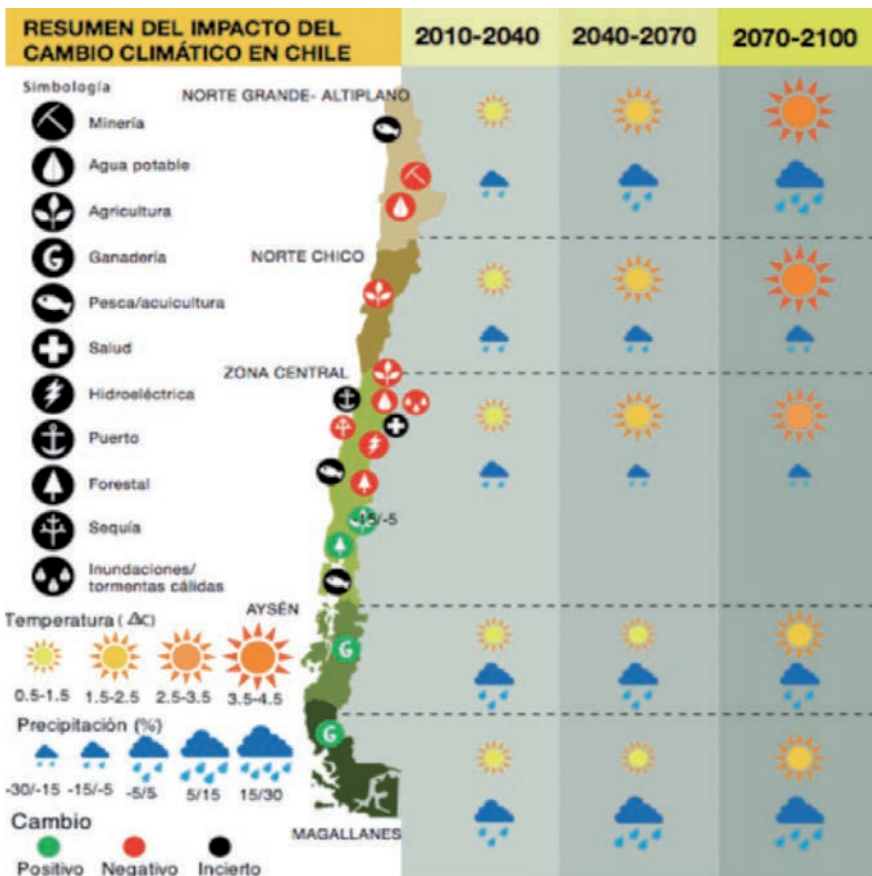 RESUMEN DEL IMPACTO DEL
CAMBIO CLIMÁTICO EN CHILE
2010-2040
2040-2070
2070-2100
Simbología
Minería
Agua potable
Agricultura
Ganadería
Pesca/acuicultura
Salud
Hidroeléctrica
Puerto
Forestal
Sequía
Inundaciones/
tormentas cálidas
NORTE GRANDE- ALTIPLANO
NORTE CHICO
ZONA CENTRAL
-15/-5
AYSÉN
G
G
G
MAGALLANES
Temperatura ( ΔC)
0.5-1.5 1.5-2.5 2.5-3.5 3.5-4.5
Precipitación (%)
-30/-15 -15/-5 -5/5 5/15 15/30
Cambio
Positivo Negativo Incierto